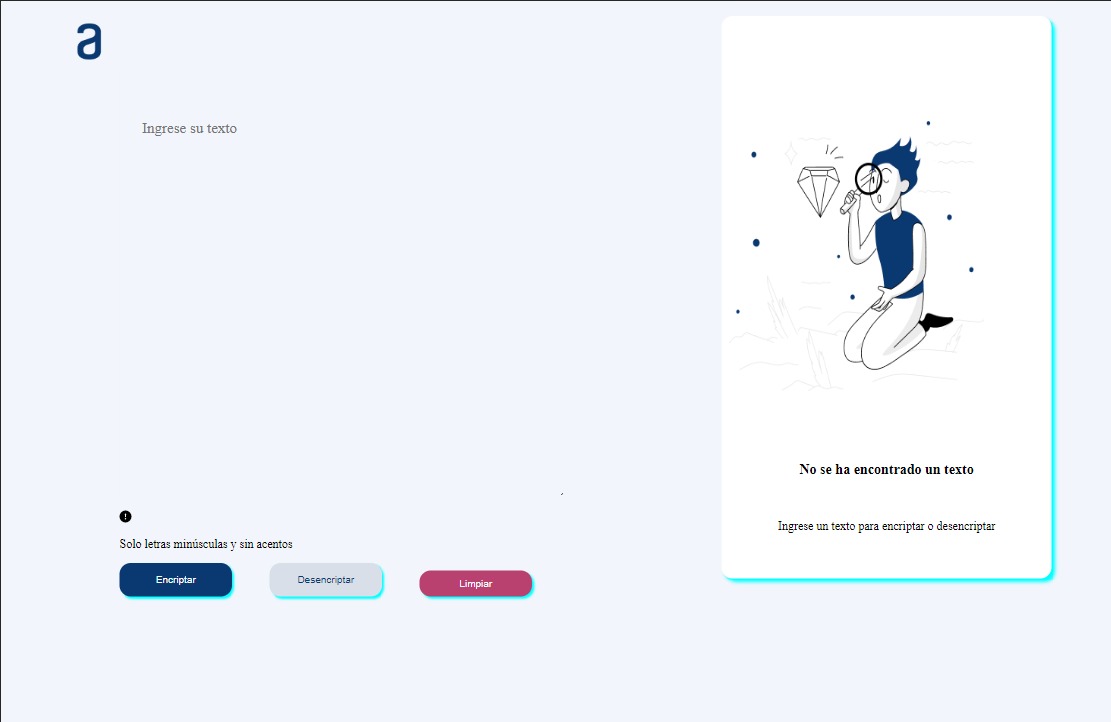 a
Ingrese su texto
Solo letras minúsculas y sin acentos
Encriptar
Desencriptar
Limpiar
No se ha encontrado un texto
Ingrese un texto para encriptar o desencriptar